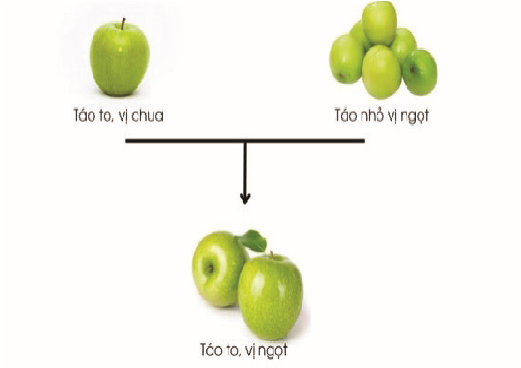 Táo to, vị chua
Táo nhỏ vị ngọt
Táo to, vị ngọt